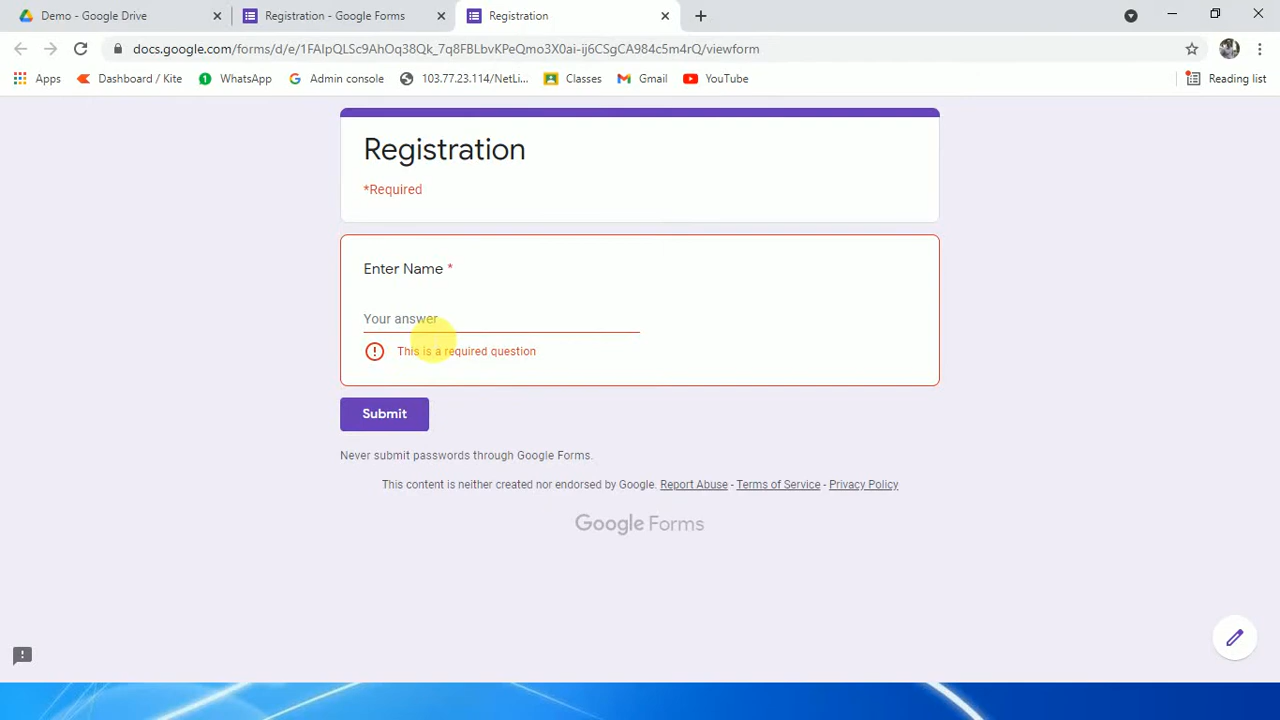 Demo - Google Drive
Registration - Google Forms
Registration
docs.google.com/forms/d/e/1FAIpQLSc9AhOq38Qk_7q8FBLbvKPeQmo3X0ai-ij6CSgCA984c5m4rQ/viewform
Apps
Dashboard / Kite
1
WhatsApp
Admin console
103.77.23.114/NetLi...
Classes
Gmail
YouTube
Reading list
Registration
*Required
Enter Name *
Your answer
This is a required question
Submit
Never submit passwords through Google Forms.
This content is neither created nor endorsed by Google. Report Abuse - Terms of Service - Privacy Policy
Google Forms